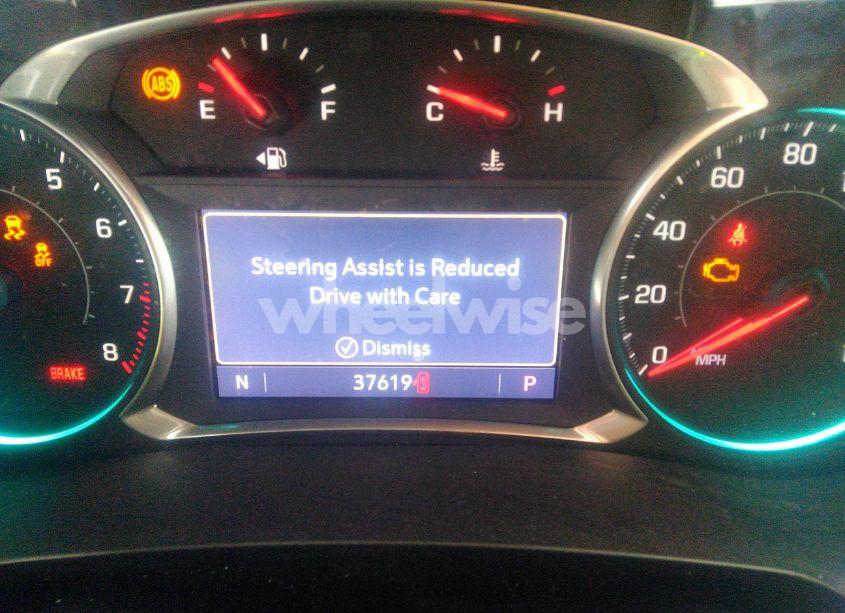 ABS
E F
C H
5
6
7
8
OFF
BRAKE
80
60
40
20
0
MPH
Steering Assist is Reduced
Drive with Care
wheelwise
Dismiss
N 37619 P